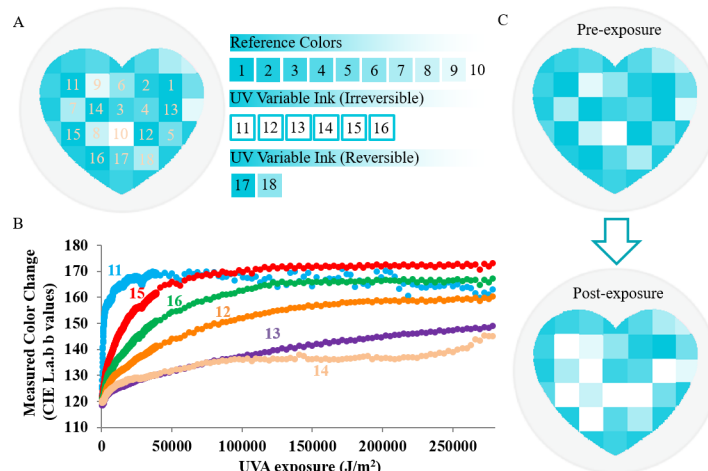 A
11 9 6 2 1
14 3 4 13
15 8 10 12 5
16 17
Reference Colors
1 2 3 4 5 6 7 8 9 10
UV Variable Ink (Irreversible)
11 12 13 14 15 16
UV Variable Ink (Reversible)
17 18
B
Measured Color Change
(CIE L.a.b b values)
180
170
160
150
140
130
120
110
11
15
16
12
13
14
0 50000 100000 150000 200000 250000
UVA exposure (J/m²)
C
Pre-exposure
Post-exposure